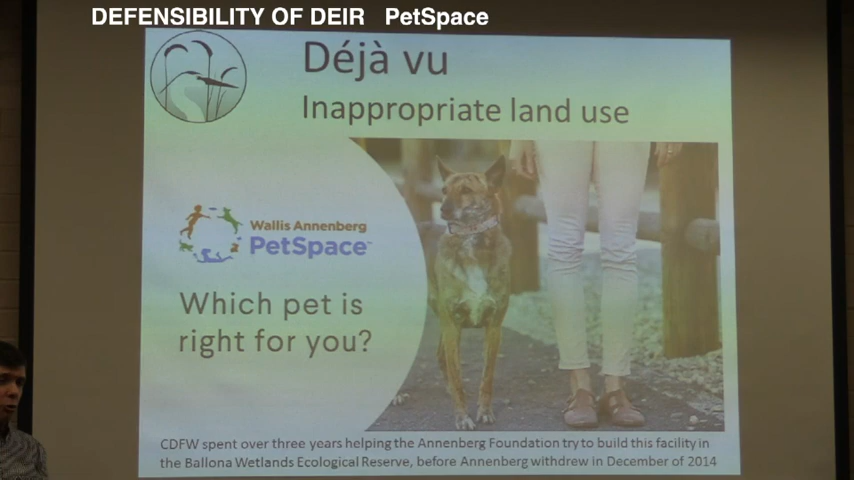 DEFENSIBILITY OF DEIR PetSpace
Déjà vu
Inappropriate land use
Wallis Annenberg
PetSpace™
Which pet is
right for you?
CDFW spent over three years helping the Annenberg Foundation try to build this facility in
the Ballona Wetlands Ecological Reserve, before Annenberg withdrew in December of 2014